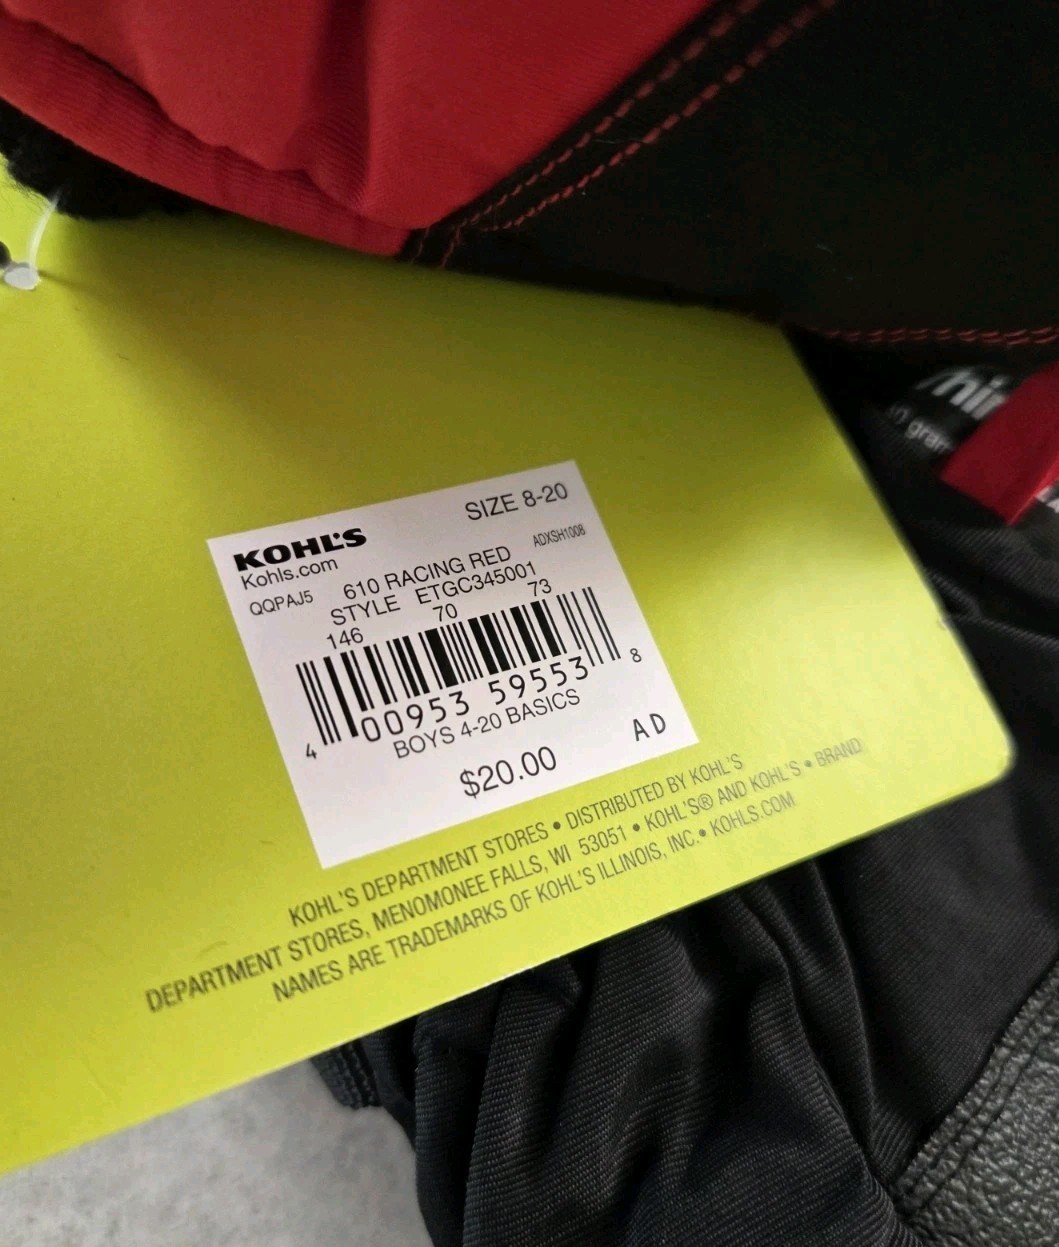 KOHL'S
SIZE 8-20
Kohls.com
ADXSH1008
QQPAJ5
610 RACING RED
STYLE ETGC345001
146 70 73
4 00953 59553 8
BOYS 4-20 BASICS
$20.00
AD
KOHL'S DEPARTMENT STORES • DISTRIBUTED BY KOHL'S
DEPARTMENT STORES, MENOMONEE FALLS, WI 53051 • KOHL'S® AND KOHL'S • BRAND
NAMES ARE TRADEMARKS OF KOHL'S ILLINOIS, INC. • KOHLS.COM